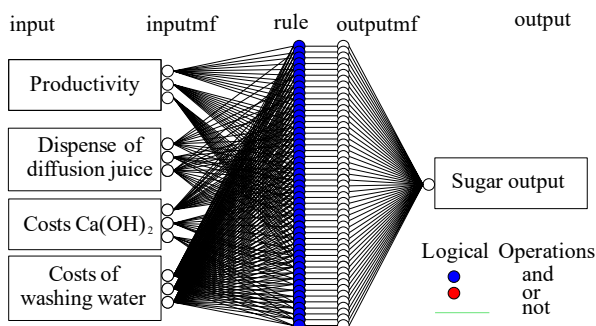 input inputmf rule outputmf output
Productivity
Dispense of
diffusion juice
Costs Ca(OH)₂
Costs of
washing water
Sugar output
Logical Operations
and
or
not